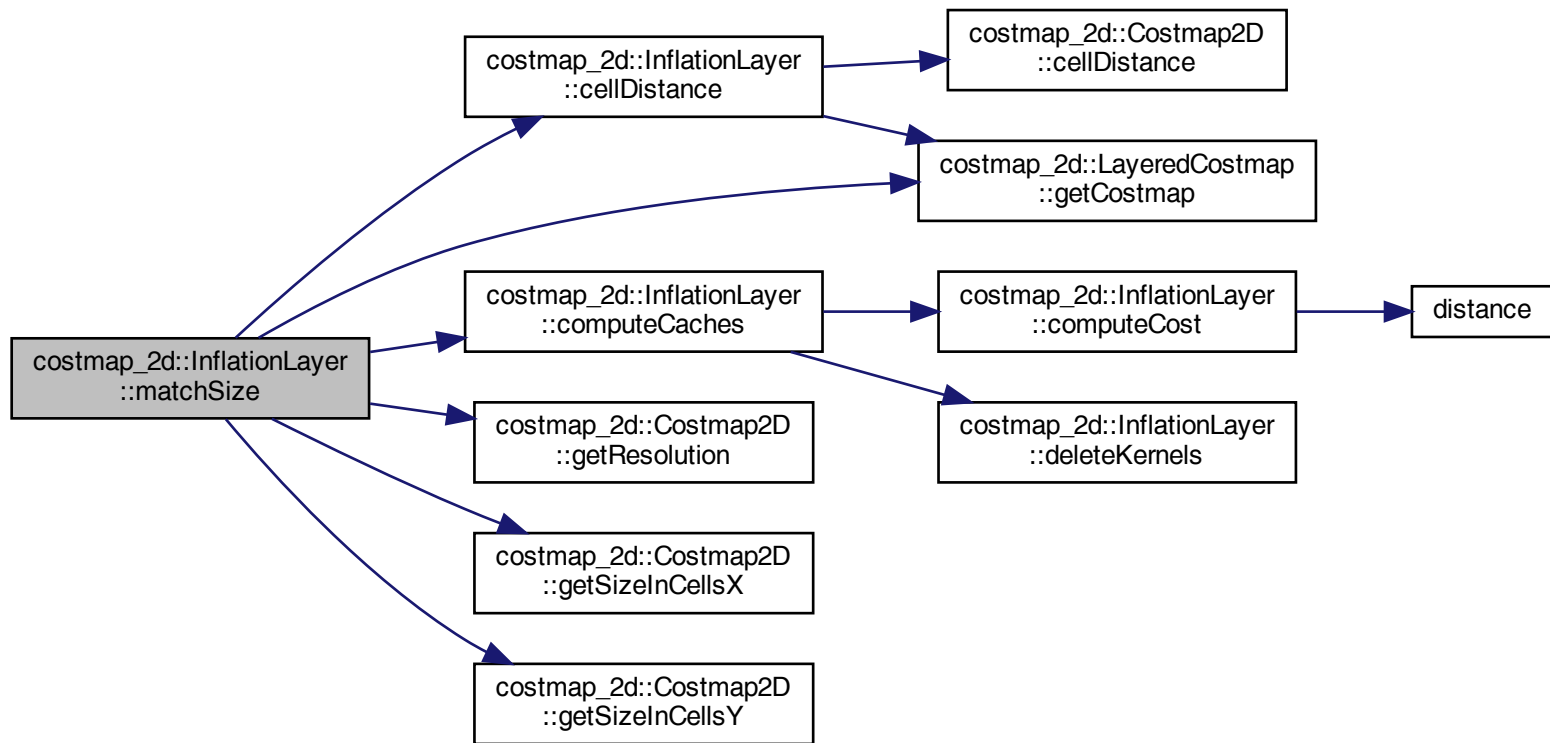 costmap_2d::InflationLayer
::matchSize
costmap_2d::InflationLayer
::cellDistance
costmap_2d::Costmap2D
::cellDistance
costmap_2d::LayeredCostmap
::getCostmap
costmap_2d::InflationLayer
::computeCaches
costmap_2d::InflationLayer
::computeCost
distance
costmap_2d::InflationLayer
::deleteKernels
costmap_2d::Costmap2D
::getResolution
costmap_2d::Costmap2D
::getSizeInCellsX
costmap_2d::Costmap2D
::getSizeInCellsY